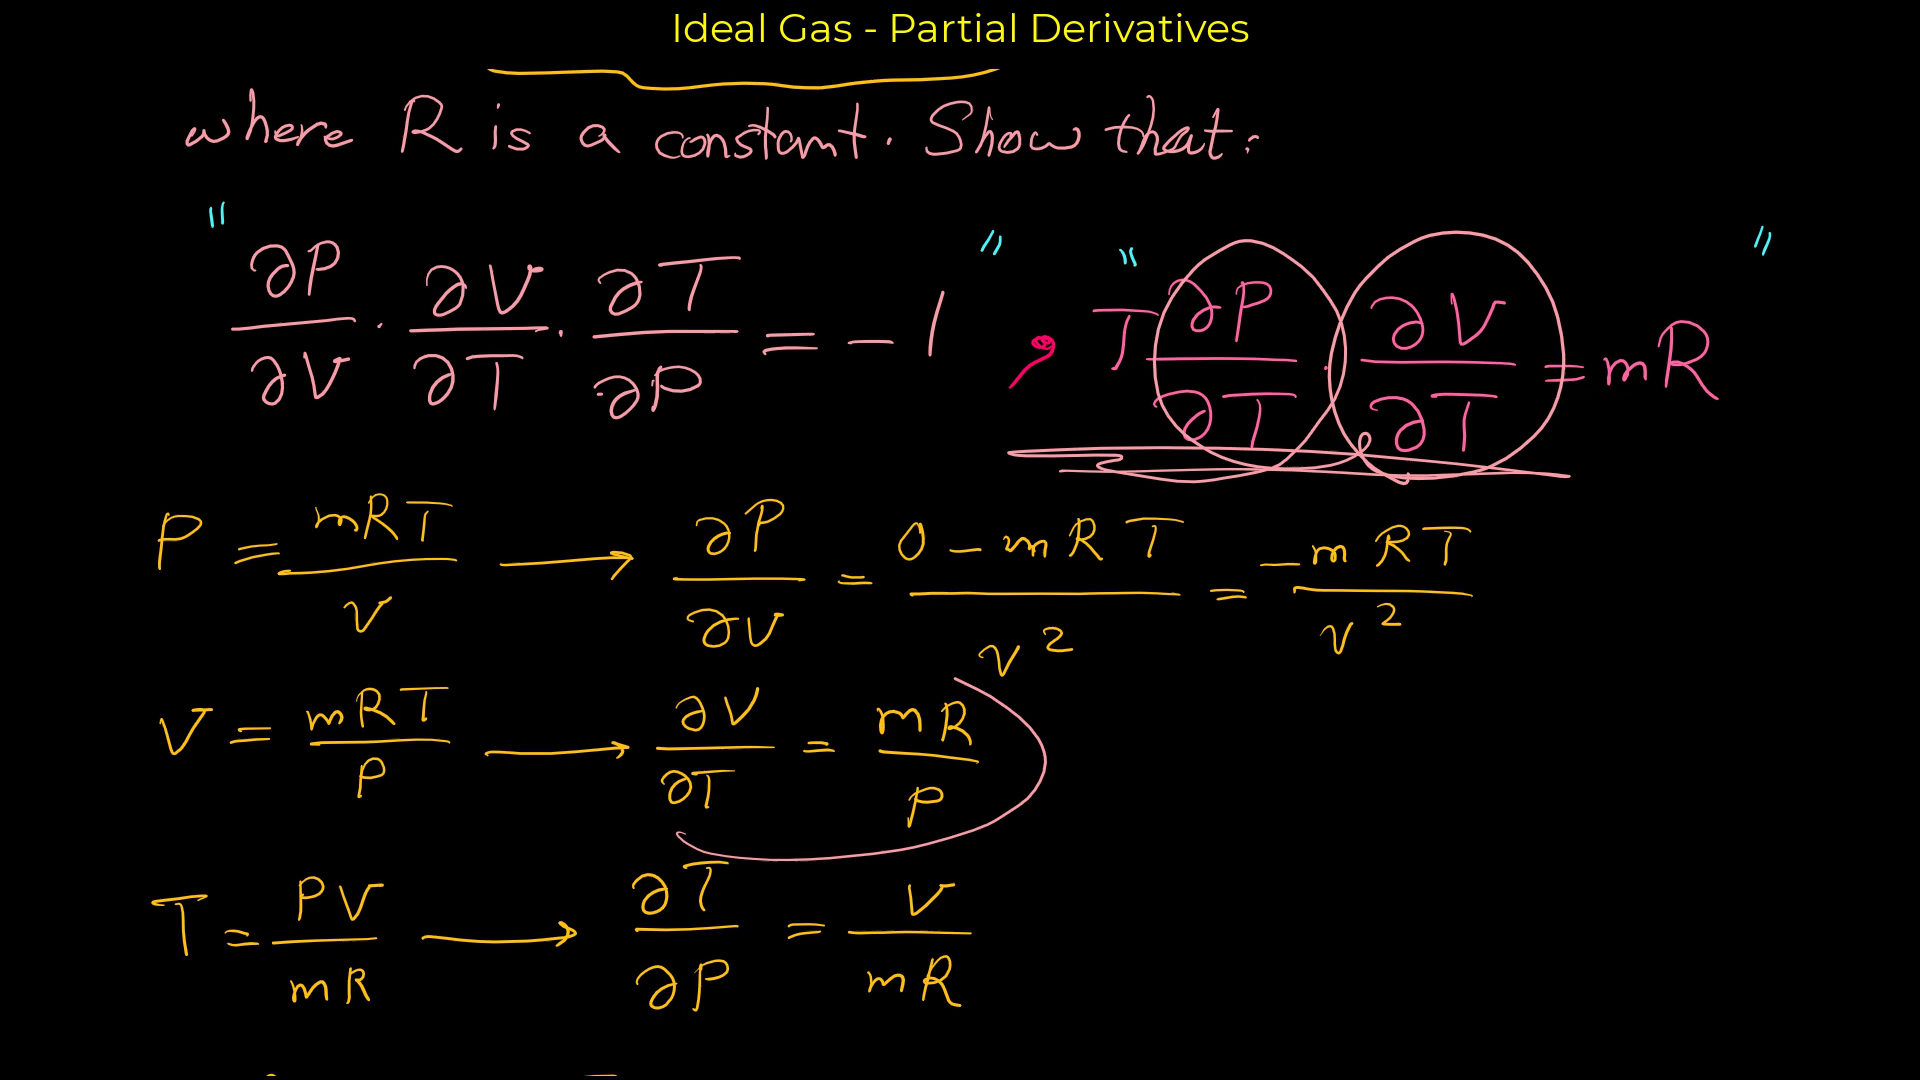 Ideal Gas - Partial Derivatives
where R is a constant. Show that:
" ∂P/∂V · ∂V/∂T · ∂T/∂P = -1 " , " T ∂P/∂T · ∂V/∂T = mR "
P = mRT/V → ∂P/∂V = 0 - mRT/V² = -mRT/V²
V = mRT/P → ∂V/∂T = mR/P
T = PV/mR → ∂T/∂P = V/mR